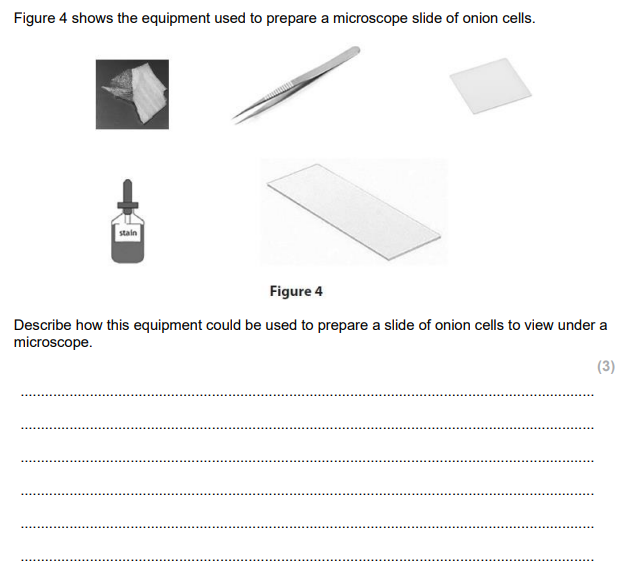 Figure 4 shows the equipment used to prepare a microscope slide of onion cells.
stain
Figure 4
Describe how this equipment could be used to prepare a slide of onion cells to view under a
microscope.
(3)